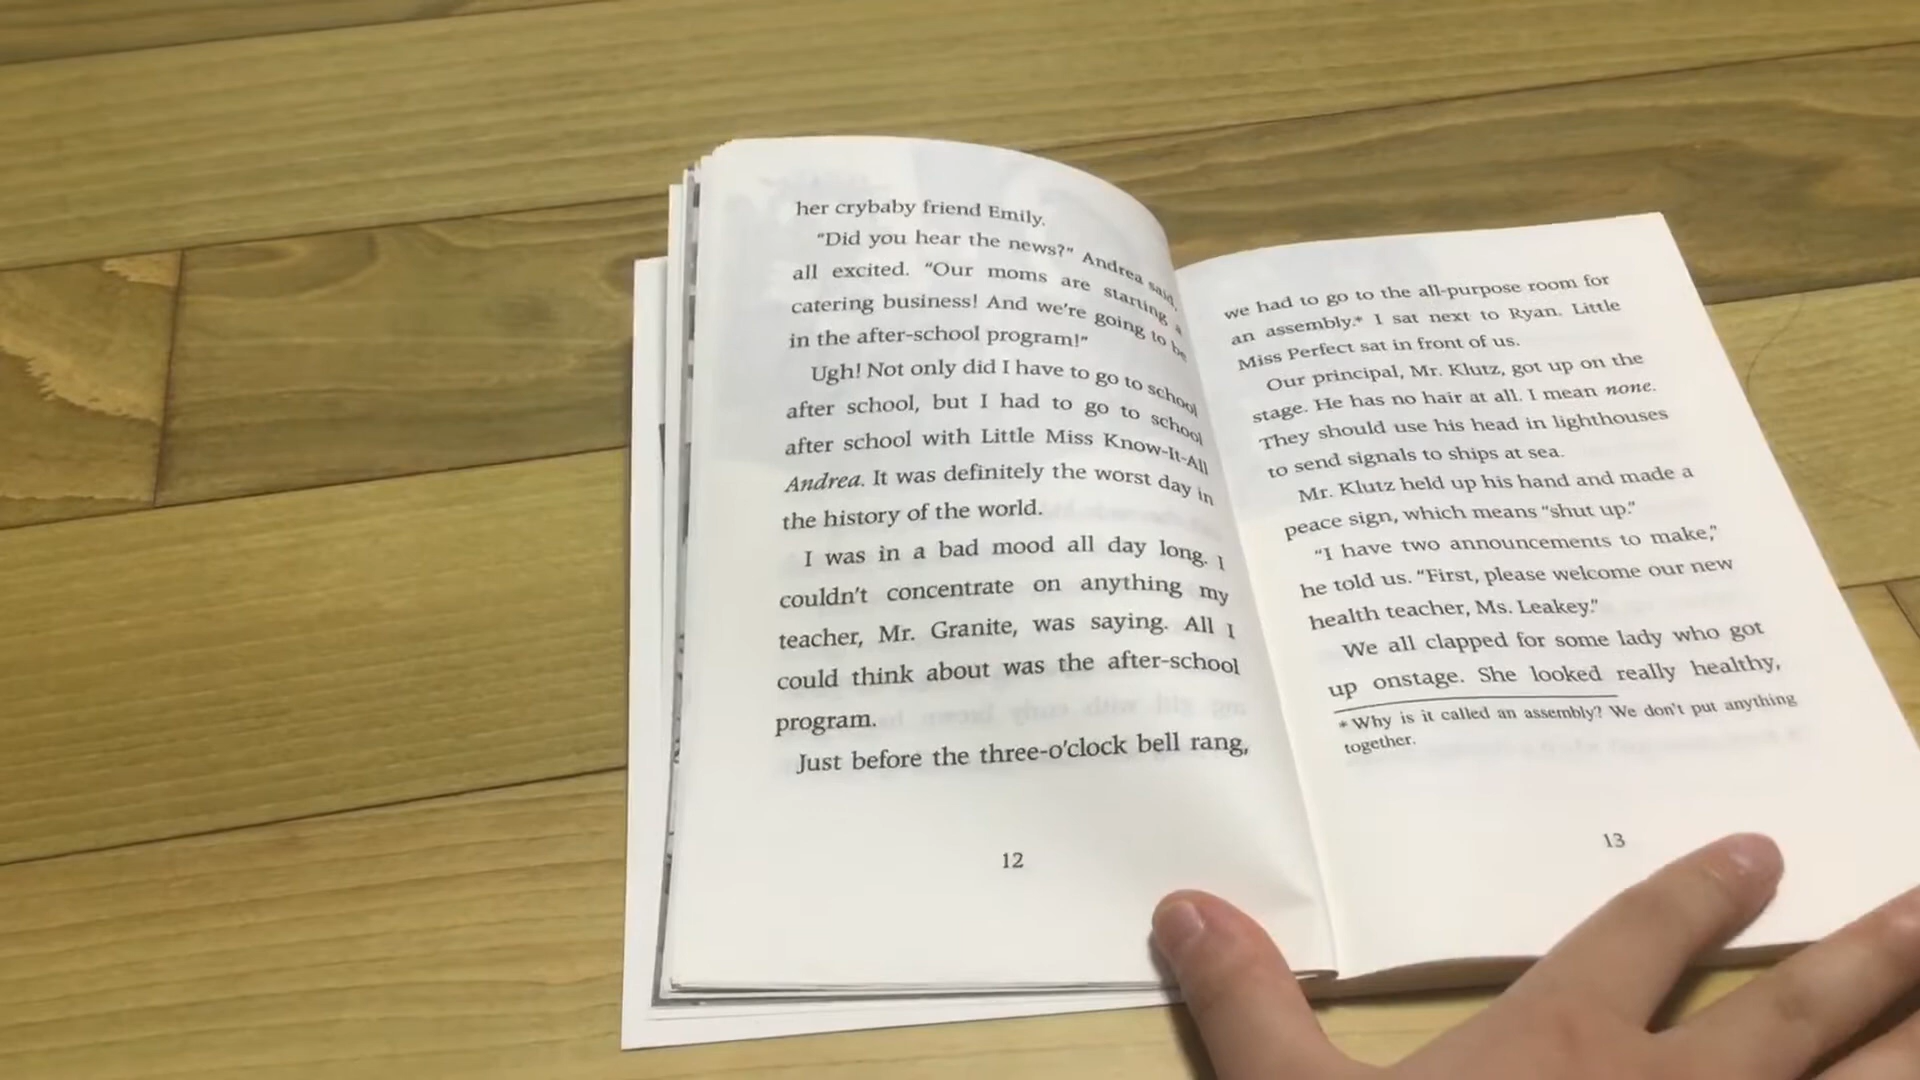 her crybaby friend Emily.
“Did you hear the news?” Andrea said,
all excited. “Our moms are starting a
catering business! And we’re going to be
in the after-school program!”
Ugh! Not only did I have to go to school
after school, but I had to go to school
after school with Little Miss Know-It-All
Andrea. It was definitely the worst day in
the history of the world.
I was in a bad mood all day long. I
couldn’t concentrate on anything my
teacher, Mr. Granite, was saying. All I
could think about was the after-school
program.
Just before the three-o’clock bell rang,
12
we had to go to the all-purpose room for
an assembly.* I sat next to Ryan. Little
Miss Perfect sat in front of us.
Our principal, Mr. Klutz, got up on the
stage. He has no hair at all. I mean none.
They should use his head in lighthouses
to send signals to ships at sea.
Mr. Klutz held up his hand and made a
peace sign, which means “shut up.”
“I have two announcements to make,”
he told us. “First, please welcome our new
health teacher, Ms. Leakey.”
We all clapped for some lady who got
up onstage. She looked really healthy,
* Why is it called an assembly? We don’t put anything
together.
13